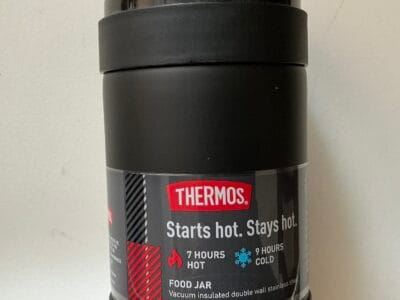 THERMOS®
Starts hot. Stays hot.
7 HOURS HOT
9 HOURS COLD
FOOD JAR
Vacuum insulated double wall stainless